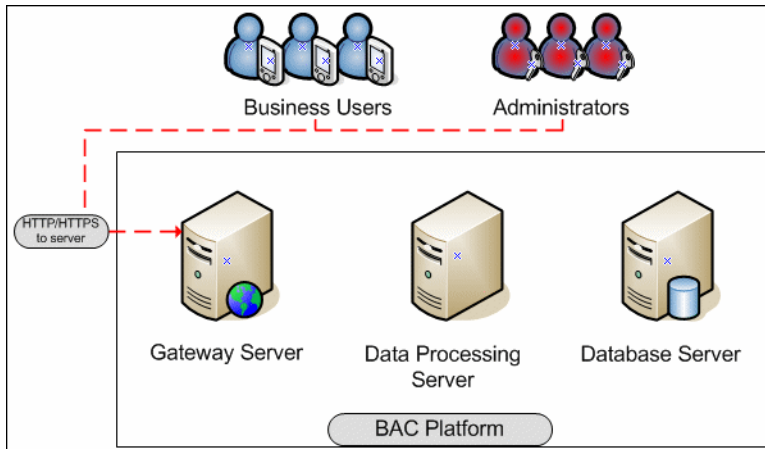 Business Users
Administrators
HTTP/HTTPS
to server
Gateway Server
Data Processing
Server
Database Server
BAC Platform